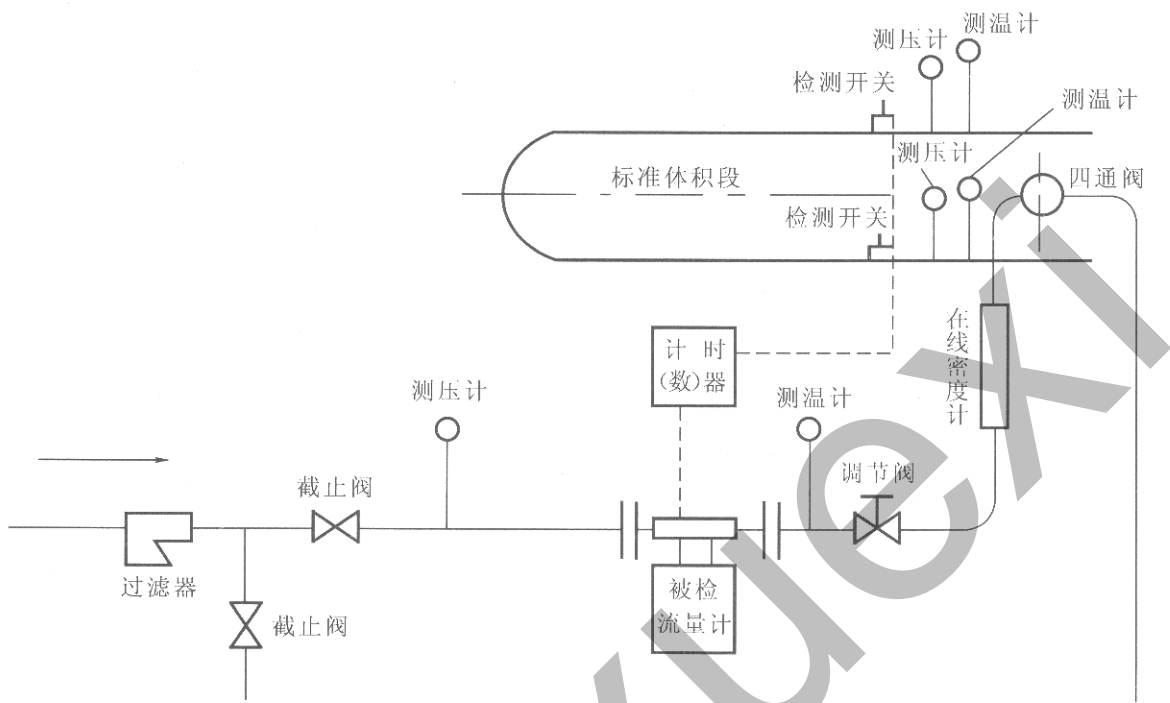 测温计
测压计
检测开关
测温计
测压计
标准体积段
四通阀
检测开关
在线密度计
计 时
(数)器
测压计
测温计
截止阀
调节阀
过滤器
被检
流量计
截止阀
uexi